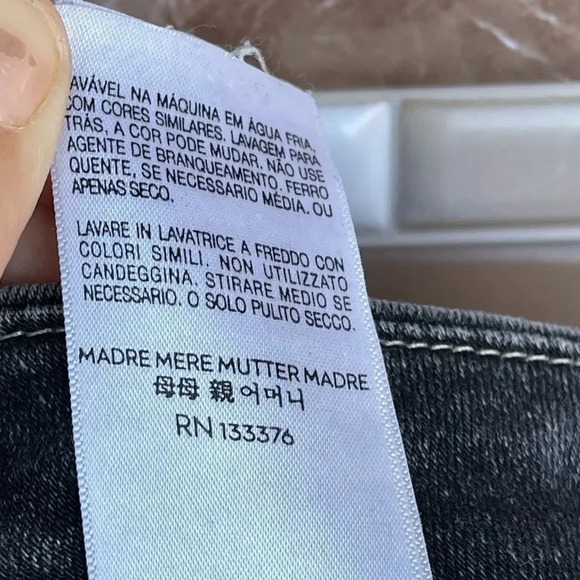 AVÁVEL NA MÁQUINA EM ÁGUA FRIA,
COM CORES SIMILARES. LAVAGEM PARA
TRÁS, A COR PODE MUDAR. NÃO USE
AGENTE DE BRANQUEAMENTO. FERRO
QUENTE, SE NECESSARIO MÉDIA. OU
APENAS SECO.
LAVARE IN LAVATRICE A FREDDO CON
COLORI SIMILI. NON UTILIZZATO
CANDEGGINA. STIRARE MEDIO SE
NECESSARIO. O SOLO PULITO SECCO.
MADRE MERE MUTTER MADRE
母母 親 어머니
RN 133376